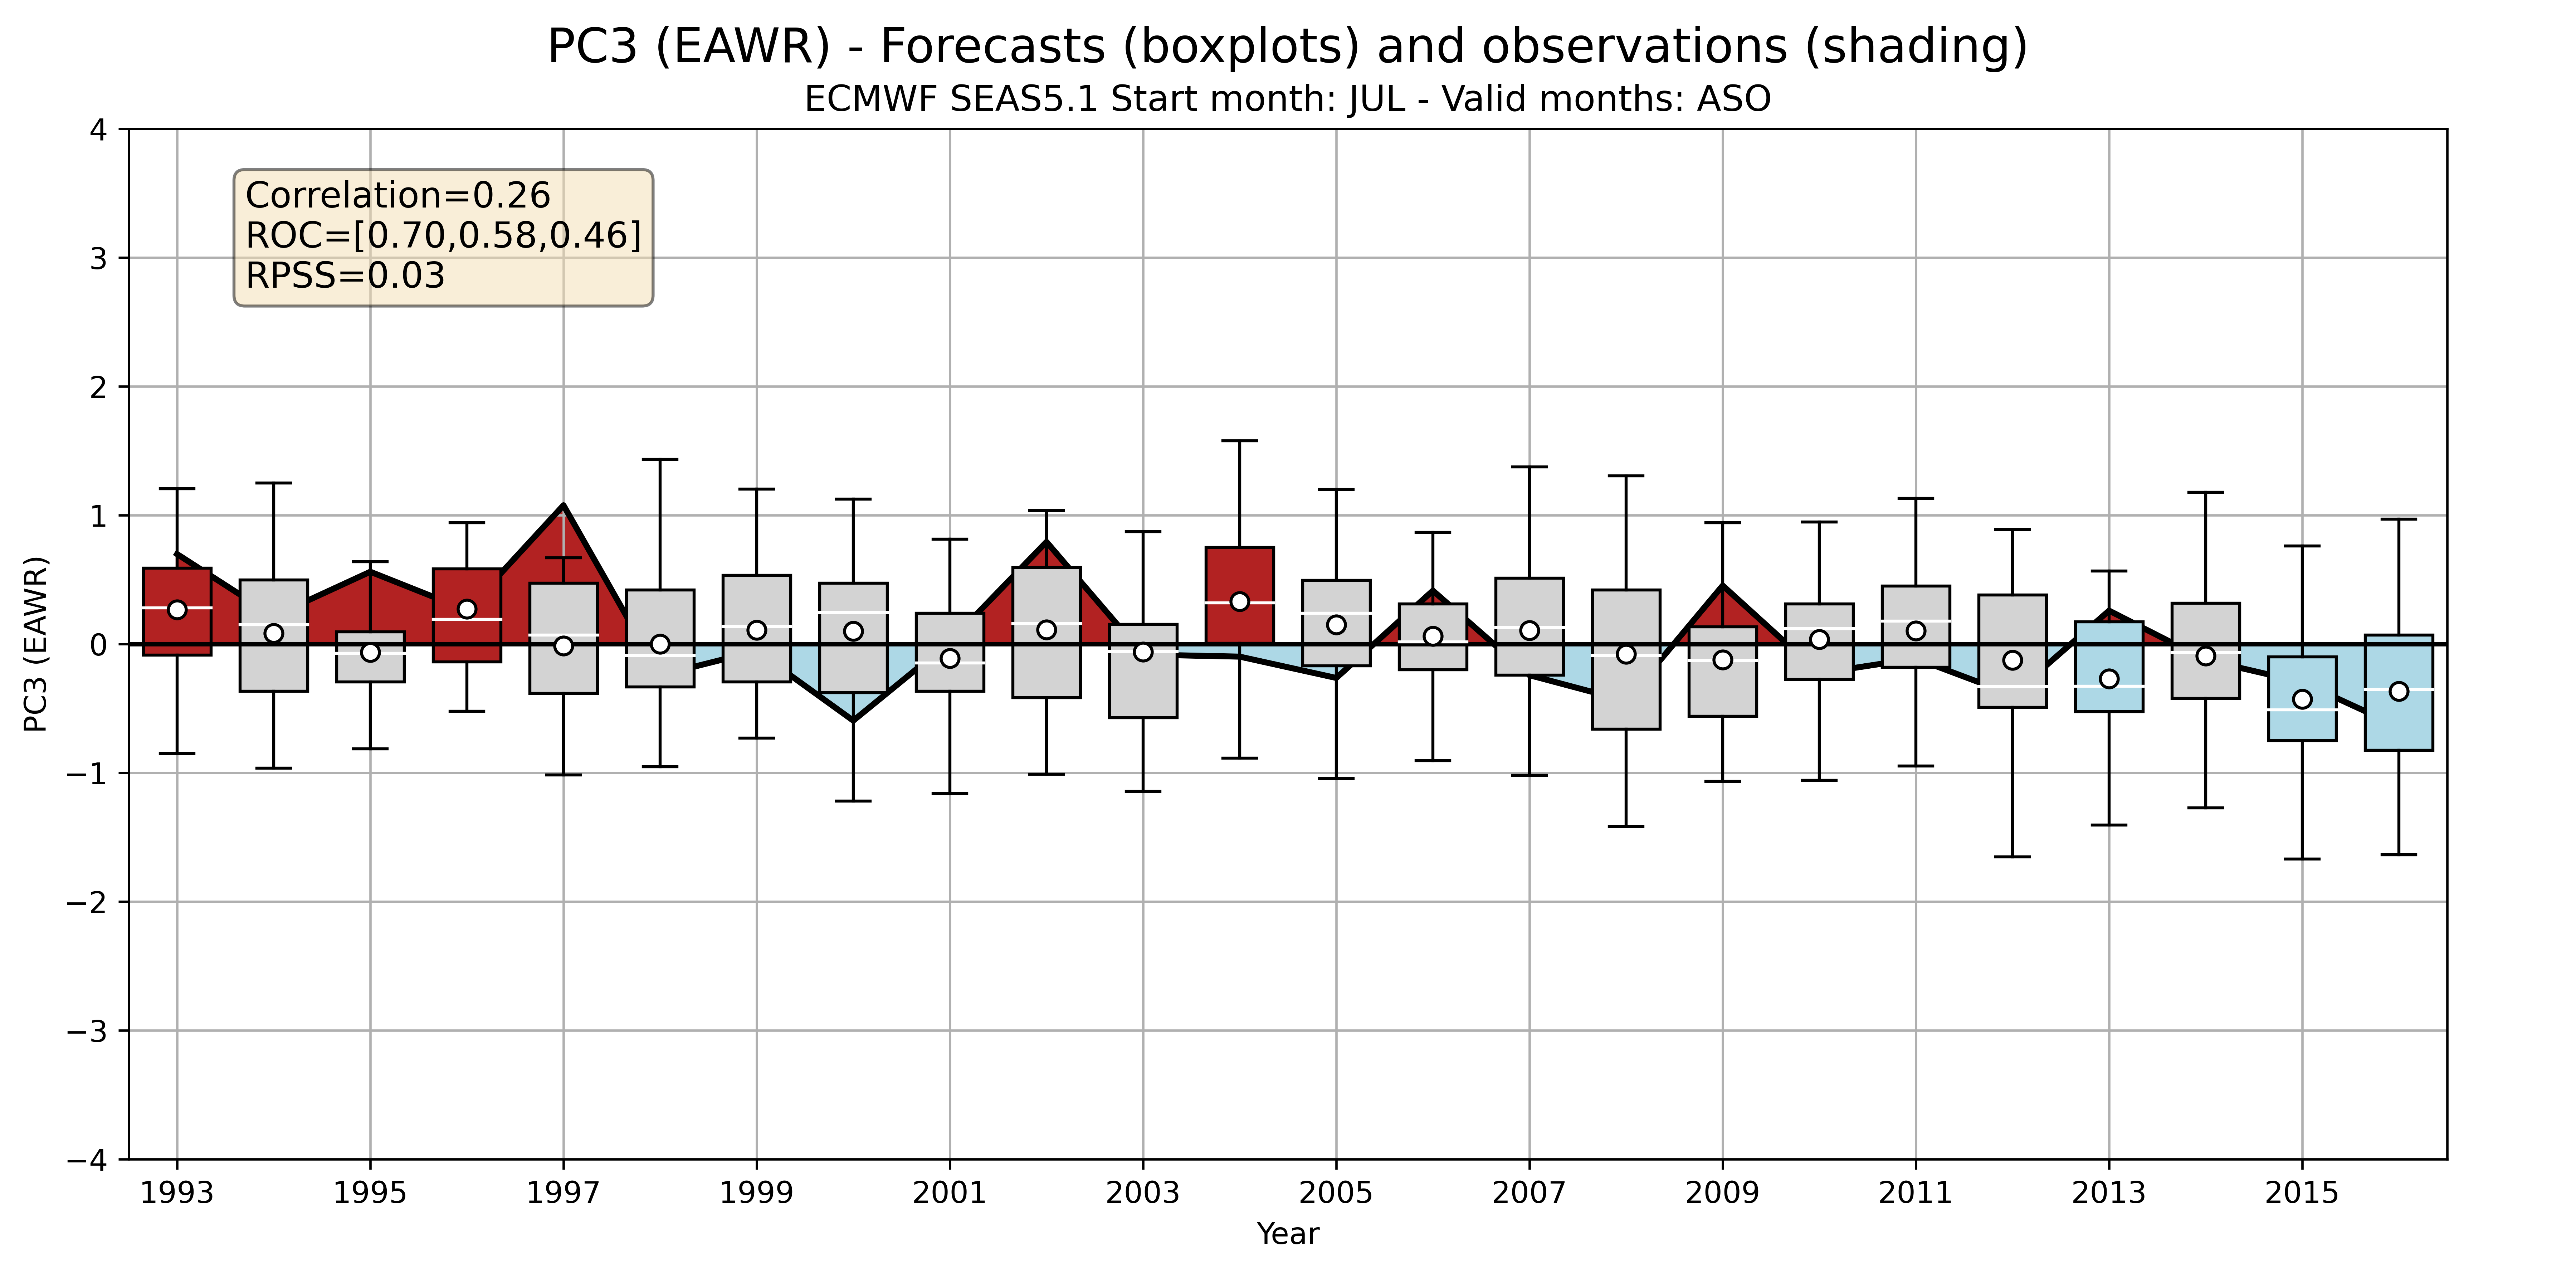 PC3 (EAWR) - Forecasts (boxplots) and observations (shading)
ECMWF SEAS5.1 Start month: JUL - Valid months: ASO
Correlation=0.26
ROC=[0.70,0.58,0.46]
RPSS=0.03
PC3 (EAWR)
4
3
2
1
0
−1
−2
−3
−4
1993 1995 1997 1999 2001 2003 2005 2007 2009 2011 2013 2015
Year